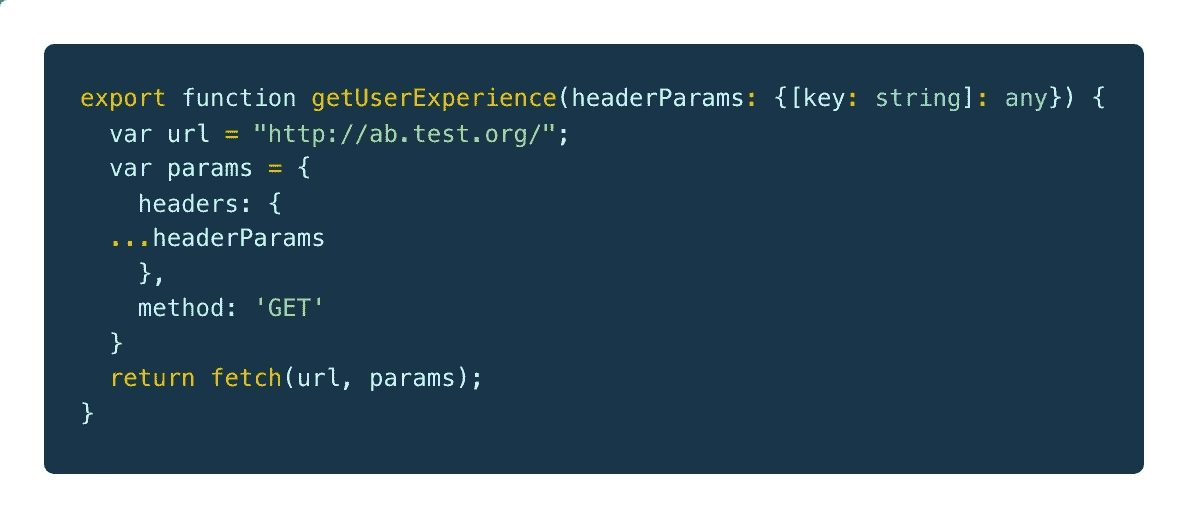 export function getUserExperience(headerParams: {[key: string]: any}) {
  var url = "http://ab.test.org/";
  var params = {
    headers: {
  ...headerParams
    },
    method: 'GET'
  }
  return fetch(url, params);
}